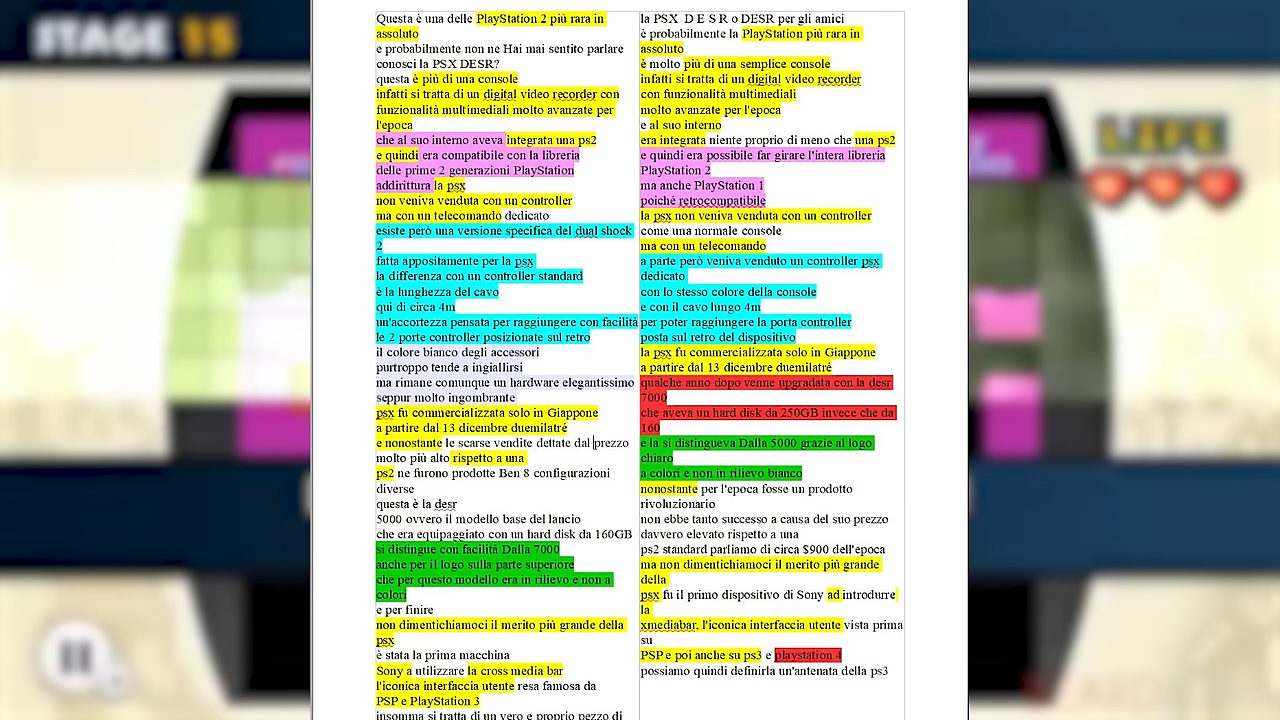 STAGE 15
LIFE
Questa è una delle PlayStation 2 più rara in
assoluto
e probabilmente non ne Hai mai sentito parlare
conosci la PSX DESR?
questa è più di una console
infatti si tratta di un digital video recorder con
funzionalità multimediali molto avanzate per
l'epoca
che al suo interno aveva integrata una ps2
e quindi era compatibile con la libreria
delle prime 2 generazioni PlayStation
addirittura la psx
non veniva venduta con un controller
ma con un telecomando dedicato
esiste però una versione specifica del dual shock
2
fatta appositamente per la psx
la differenza con un controller standard
è la lunghezza del cavo
qui di circa 4m
un'accortezza pensata per raggiungere con facilità
le 2 porte controller posizionate sul retro
il colore bianco degli accessori
purtroppo tende a ingiallirsi
ma rimane comunque un hardware elegantissimo
seppur molto ingombrante
psx fu commercializzata solo in Giappone
a partire dal 13 dicembre duemilatré
e nonostante le scarse vendite dettate dal prezzo
molto più alto rispetto a una
ps2 ne furono prodotte Ben 8 configurazioni
diverse
questa è la desr
5000 ovvero il modello base del lancio
che era equipaggiato con un hard disk da 160GB
si distingue con facilità Dalla 7000
anche per il logo sulla parte superiore
che per questo modello era in rilievo e non a
colori
e per finire
non dimentichiamoci il merito più grande della
psx
è stata la prima macchina
Sony a utilizzare la cross media bar
l'iconica interfaccia utente resa famosa da
PSP e PlayStation 3
insomma si tratta di un vero e proprio pezzo di
la PSX D E S R o DESR per gli amici
è probabilmente la PlayStation più rara in
assoluto
è molto più di una semplice console
infatti si tratta di un digital video recorder
con funzionalità multimediali
molto avanzate per l'epoca
e al suo interno
era integrata niente proprio di meno che una ps2
e quindi era possibile far girare l'intera libreria
PlayStation 2
ma anche PlayStation 1
poiché retrocompatibile
la psx non veniva venduta con un controller
come una normale console
ma con un telecomando
a parte però veniva venduto un controller psx
dedicato
con lo stesso colore della console
e con il cavo lungo 4m
per poter raggiungere la porta controller
posta sul retro del dispositivo
la psx fu commercializzata solo in Giappone
a partire dal 13 dicembre duemilatré
qualche anno dopo venne upgradata con la desr
7000
che aveva un hard disk da 250GB invece che da
160
e la si distingueva Dalla 5000 grazie al logo
chiaro
a colori e non in rilievo bianco
nonostante per l'epoca fosse un prodotto
rivoluzionario
non ebbe tanto successo a causa del suo prezzo
davvero elevato rispetto a una
ps2 standard parliamo di circa $900 dell'epoca
ma non dimentichiamoci il merito più grande
della
psx fu il primo dispositivo di Sony ad introdurre
la
xmediabar, l'iconica interfaccia utente vista prima
su
PSP e poi anche su ps3 e playstation 4
possiamo quindi definirla un'antenata della ps3